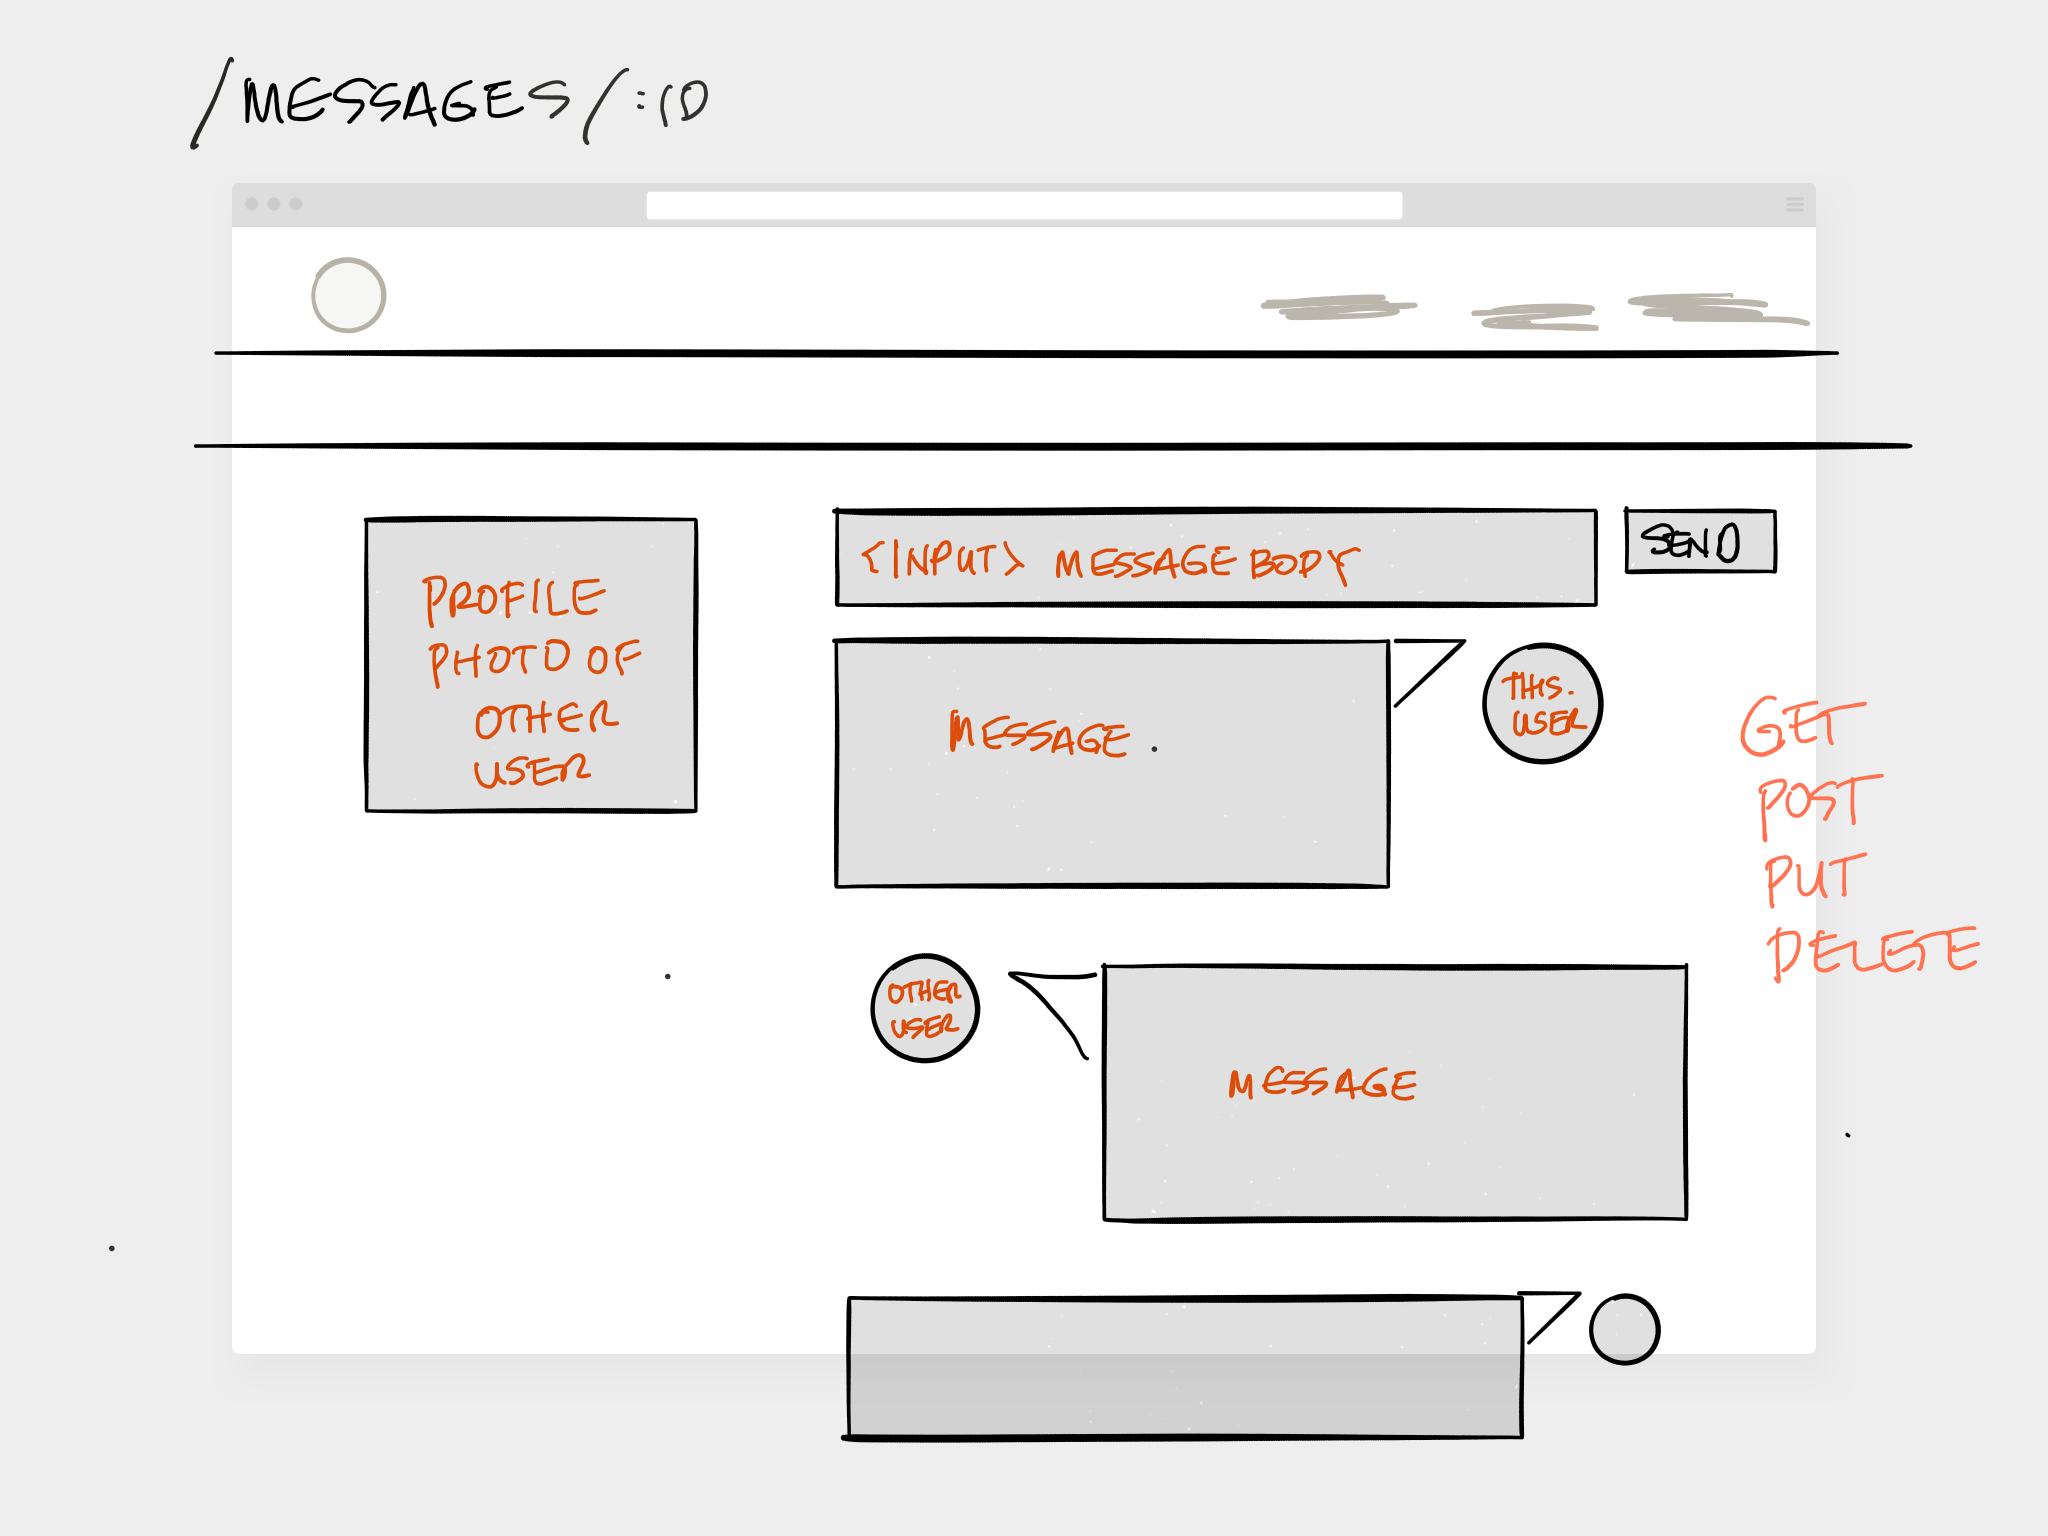 /MESSAGES/:ID
PROFILE
PHOTO OF
OTHER
USER
<INPUT> MESSAGE BODY
SEND
MESSAGE.
THIS.
USER
GET
POST
PUT
DELETE
OTHER
USER
MESSAGE